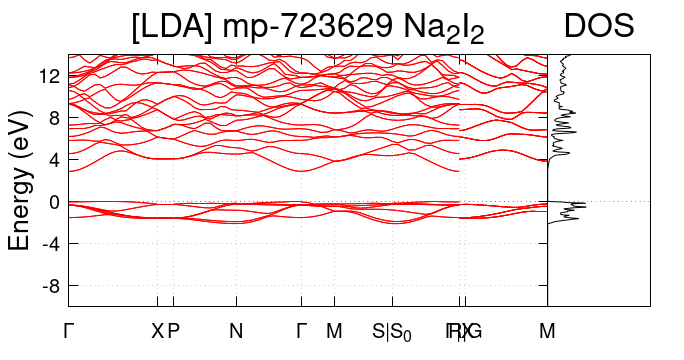 [LDA] mp-723629 Na₂I₂ DOS
Energy (eV)
12
8
4
0
-4
-8
Γ X P N Γ M S|S₀ Γ|X R|G M